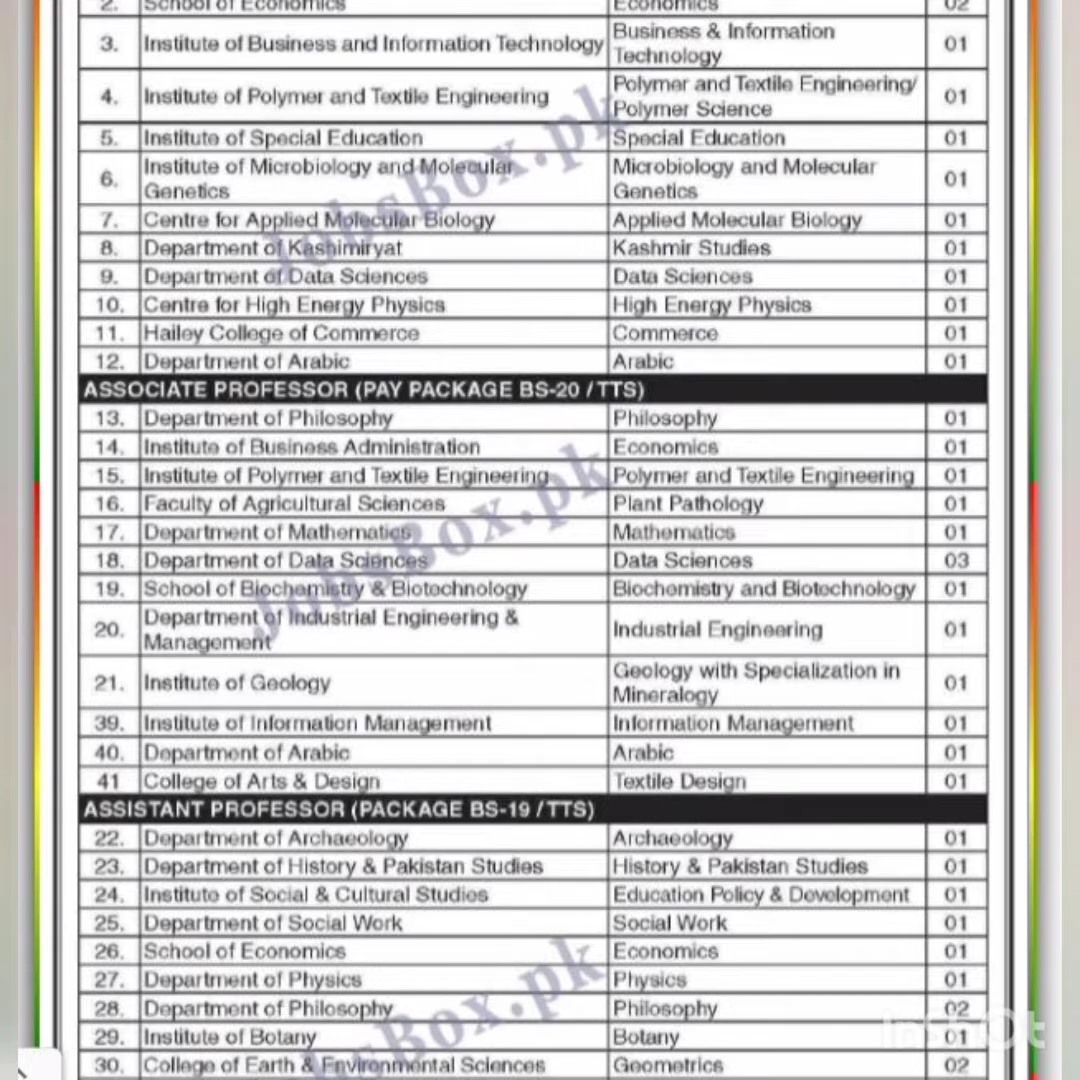 2. School of Economics Economics 02
3. Institute of Business and Information Technology Business & Information Technology 01
4. Institute of Polymer and Textile Engineering Polymer and Textile Engineering/ Polymer Science 01
5. Institute of Special Education Special Education 01
6. Institute of Microbiology and Molecular Genetics Microbiology and Molecular Genetics 01
7. Centre for Applied Molecular Biology Applied Molecular Biology 01
8. Department of Kashimiryat Kashmir Studies 01
9. Department of Data Sciences Data Sciences 01
10. Centre for High Energy Physics High Energy Physics 01
11. Hailey College of Commerce Commerce 01
12. Department of Arabic Arabic 01
ASSOCIATE PROFESSOR (PAY PACKAGE BS-20 / TTS)
13. Department of Philosophy Philosophy 01
14. Institute of Business Administration Economics 01
15. Institute of Polymer and Textile Engineering Polymer and Textile Engineering 01
16. Faculty of Agricultural Sciences Plant Pathology 01
17. Department of Mathematics Mathematics 01
18. Department of Data Sciences Data Sciences 03
19. School of Biochemistry & Biotechnology Biochemistry and Biotechnology 01
20. Department of Industrial Engineering & Management Industrial Engineering 01
21. Institute of Geology Geology with Specialization in Mineralogy 01
39. Institute of Information Management Information Management 01
40. Department of Arabic Arabic 01
41 College of Arts & Design Textile Design 01
ASSISTANT PROFESSOR (PACKAGE BS-19 / TTS)
22. Department of Archaeology Archaeology 01
23. Department of History & Pakistan Studies History & Pakistan Studies 01
24. Institute of Social & Cultural Studies Education Policy & Development 01
25. Department of Social Work Social Work 01
26. School of Economics Economics 01
27. Department of Physics Physics 01
28. Department of Philosophy Philosophy 02
29. Institute of Botany Botany 01
30. College of Earth & Environmental Sciences Geometrics 02
JobsBox.pk
JobsBox.pk
JobsBox.pk
InShOt